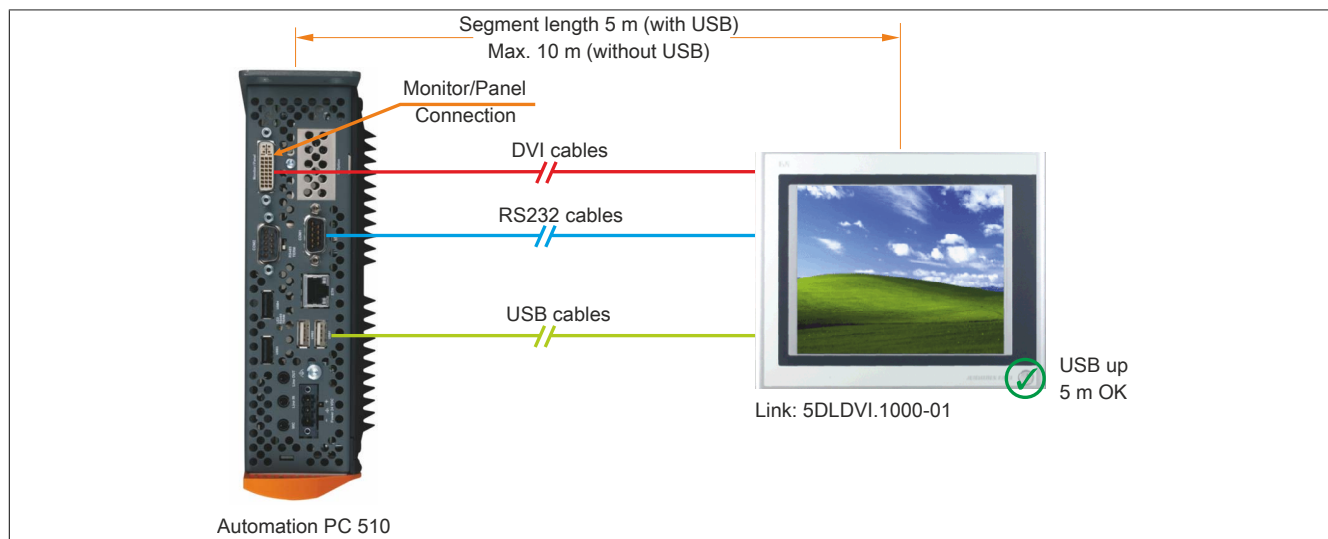 Segment length 5 m (with USB)
Max. 10 m (without USB)
Monitor/Panel
Connection
DVI cables
RS232 cables
USB cables
USB up
5 m OK
Link: 5DLDVI.1000-01
Automation PC 510